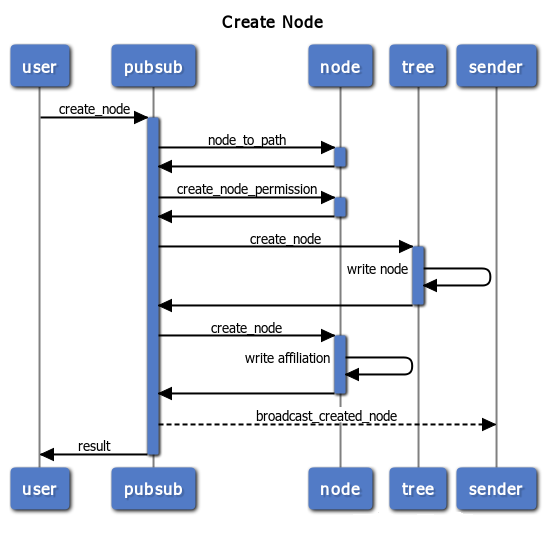 Create Node
user pubsub node tree sender
create_node
node_to_path
create_node_permission
create_node
write node
create_node
write affiliation
broadcast_created_node
result
user pubsub node tree sender